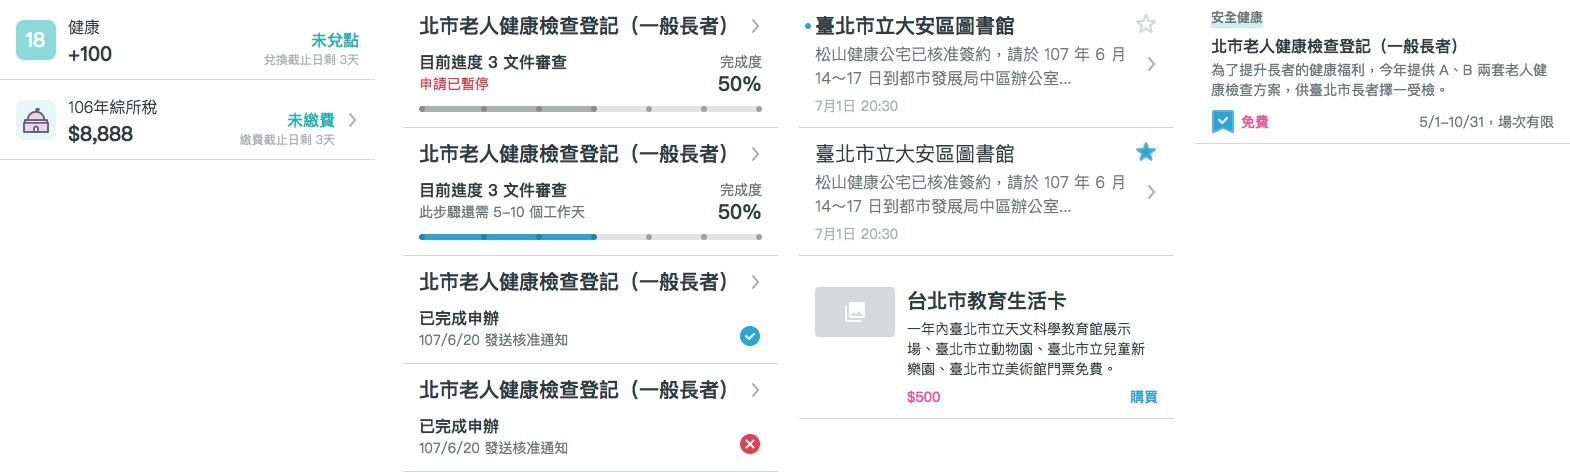 18
健康
+100
未兌點
兌換截止日剩 3天
106年綜所稅
$8,888
未繳費
繳費截止日剩 3天
北市老人健康檢查登記（一般長者）
目前進度 3 文件審查
完成度
申請已暫停
50%
北市老人健康檢查登記（一般長者）
目前進度 3 文件審查
完成度
此步驟還需 5–10 個工作天
50%
北市老人健康檢查登記（一般長者）
已完成申辦
107/6/20 發送核准通知
北市老人健康檢查登記（一般長者）
已完成申辦
107/6/20 發送核准通知
臺北市立大安區圖書館
松山健康公宅已核准簽約，請於 107 年 6 月
14～17 日到都市發展局中區辦公室...
7月1日 20:30
臺北市立大安區圖書館
松山健康公宅已核准簽約，請於 107 年 6 月
14～17 日到都市發展局中區辦公室...
7月1日 20:30
台北市教育生活卡
一年內臺北市立天文科學教育館展示
場、臺北市立動物園、臺北市立兒童新
樂園、臺北市立美術館門票免費。
$500
購買
安全健康
北市老人健康檢查登記（一般長者）
為了提升長者的健康福利，今年提供 A、B 兩套老人健
康檢查方案，供臺北市長者擇一受檢。
免費
5/1–10/31，場次有限